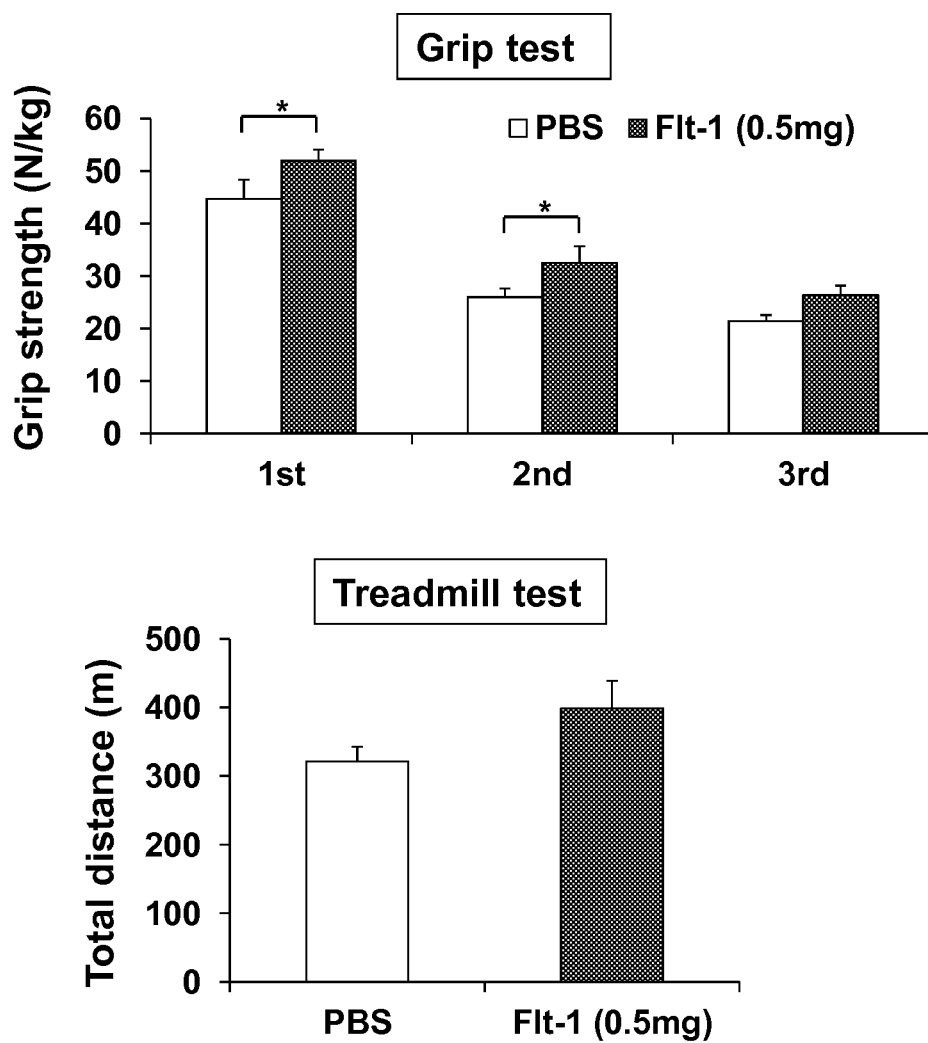 Grip test
Grip strength (N/kg)
60
50
40
30
20
10
0
*
*
PBS
Flt-1 (0.5mg)
1st
2nd
3rd
Treadmill test
Total distance (m)
500
400
300
200
100
0
PBS
Flt-1 (0.5mg)